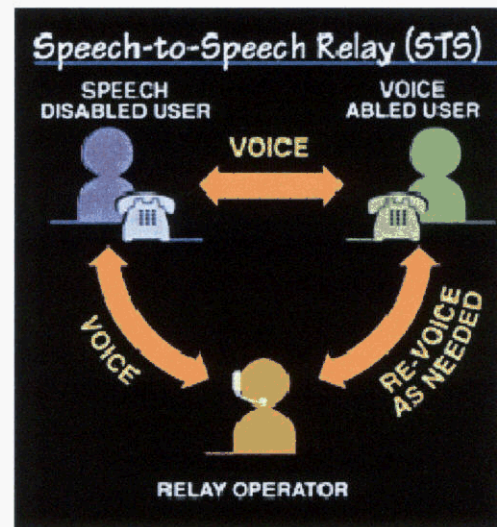 Speech-to-Speech Relay (STS)
SPEECH
DISABLED USER
VOICE
ABLED USER
VOICE
VOICE
RE-VOICE
AS NEEDED
RELAY OPERATOR